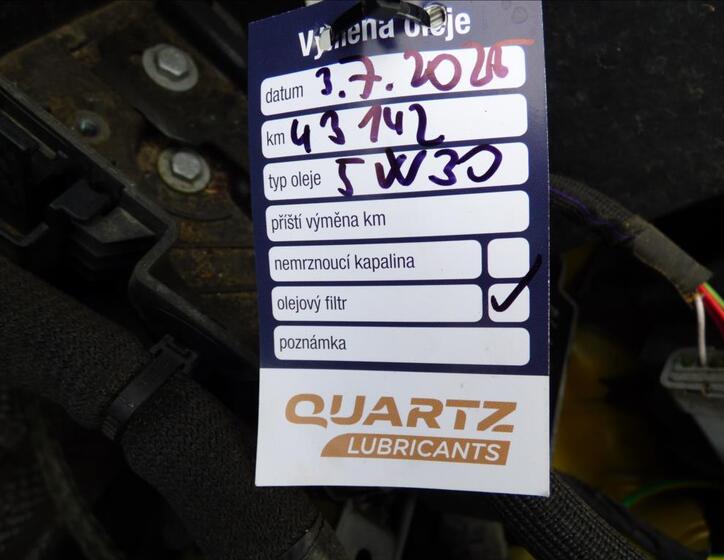 Výměna oleje
datum 3.7.2025
km 43 142
typ oleje 5W30
příští výměna km
nemrznoucí kapalina
olejový filtr ✓
poznámka
QUARTZ
LUBRICANTS